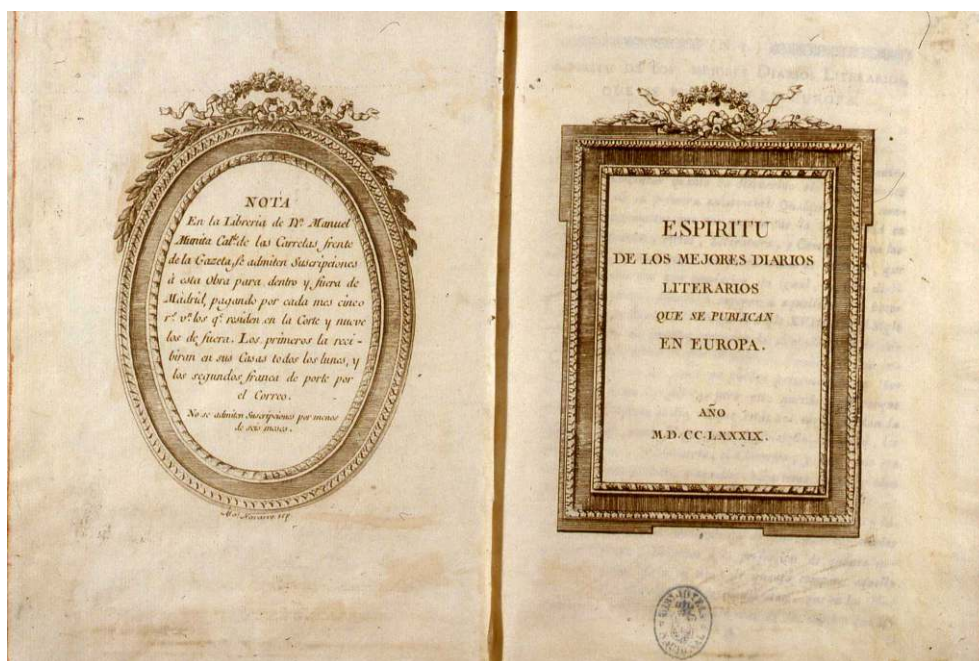 NOTA
En la Libreria de Dn. Manuel
Munita Calle. de las Carretas, frente
de la Gazeta, se admiten Suscripciones
à esta Obra para dentro y fuera de
Madrid, pagando por cada mes cinco
rs. vn. los qe. residen en la Corte y nueve
los de fuera. Los primeros la reci-
biran en sus Casas todos los lunes, y
los segundos franca de porte por
el Correo.
No se admiten Suscripciones por menos
de seis meses.
Navarro
ESPIRITU
DE LOS MEJORES DIARIOS
LITERARIOS
QUE SE PUBLICAN
EN EUROPA.
AÑO
M.D.CC.LXXXIX.
BIBLIOTECA
NACIONAL